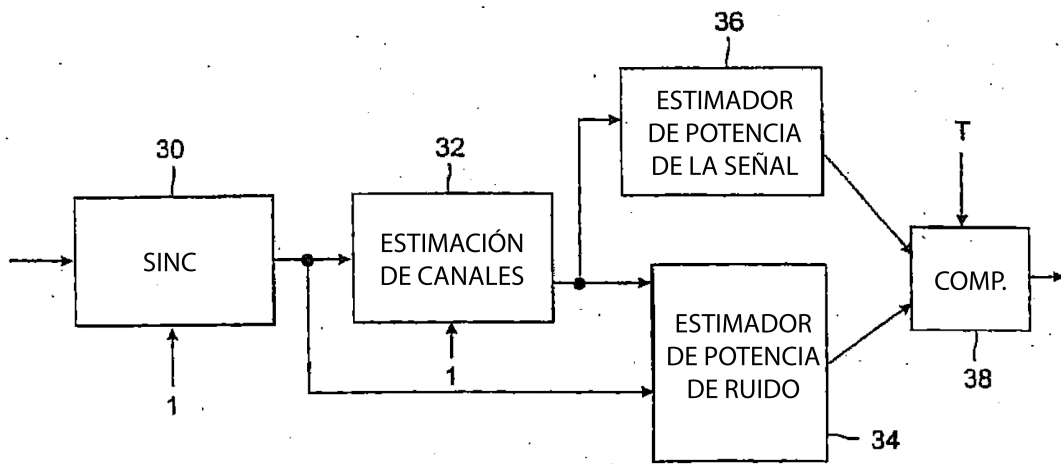 36
ESTIMADOR
DE POTENCIA
DE LA SEÑAL
T
30
SINC
1
32
ESTIMACIÓN
DE CANALES
1
COMP.
38
ESTIMADOR
DE POTENCIA
DE RUIDO
34